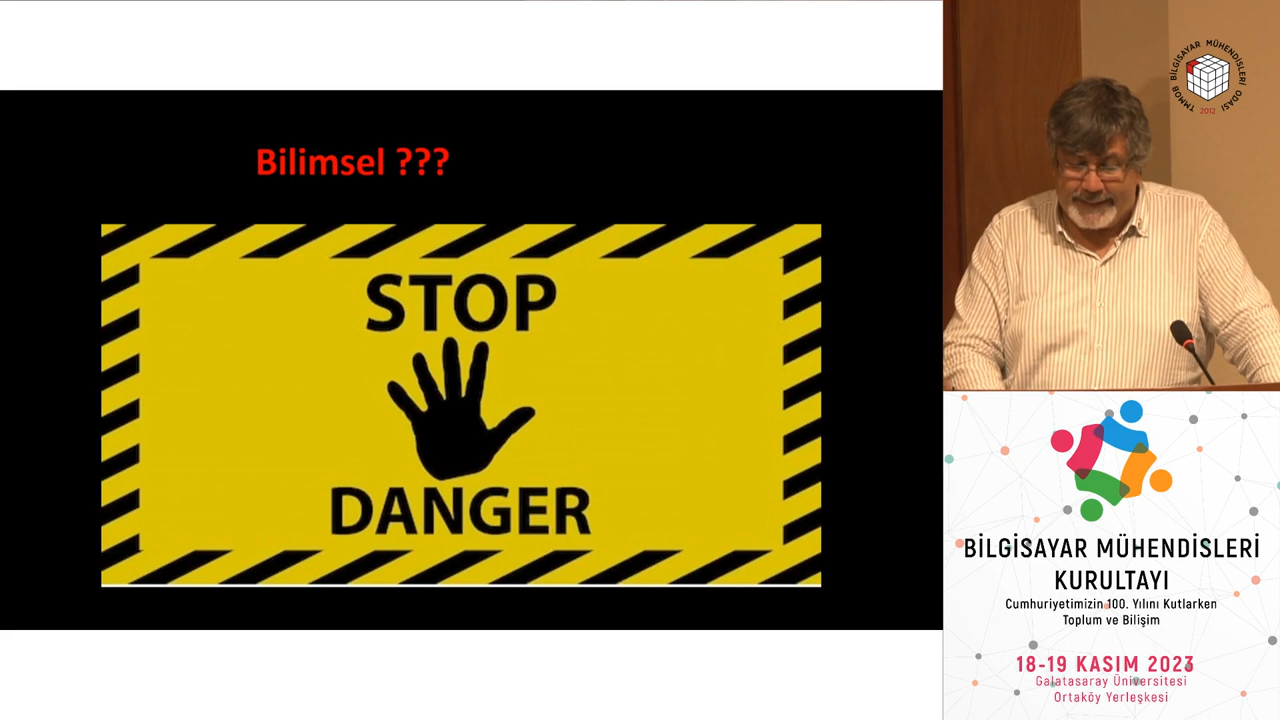 Bilimsel ???
STOP
DANGER
TMMOB BİLGİSAYAR MÜHENDİSLERİ ODASI
2012
BİLGİSAYAR MÜHENDİSLERİ
KURULTAYI
Cumhuriyetimizin 100. Yılını Kutlarken
Toplum ve Bilişim
18-19 KASIM 2023
Galatasaray Üniversitesi
Ortaköy Yerleşkesi